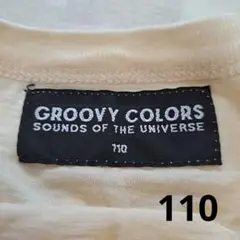 GROOVY COLORS
SOUNDS OF THE UNIVERSE
110
110